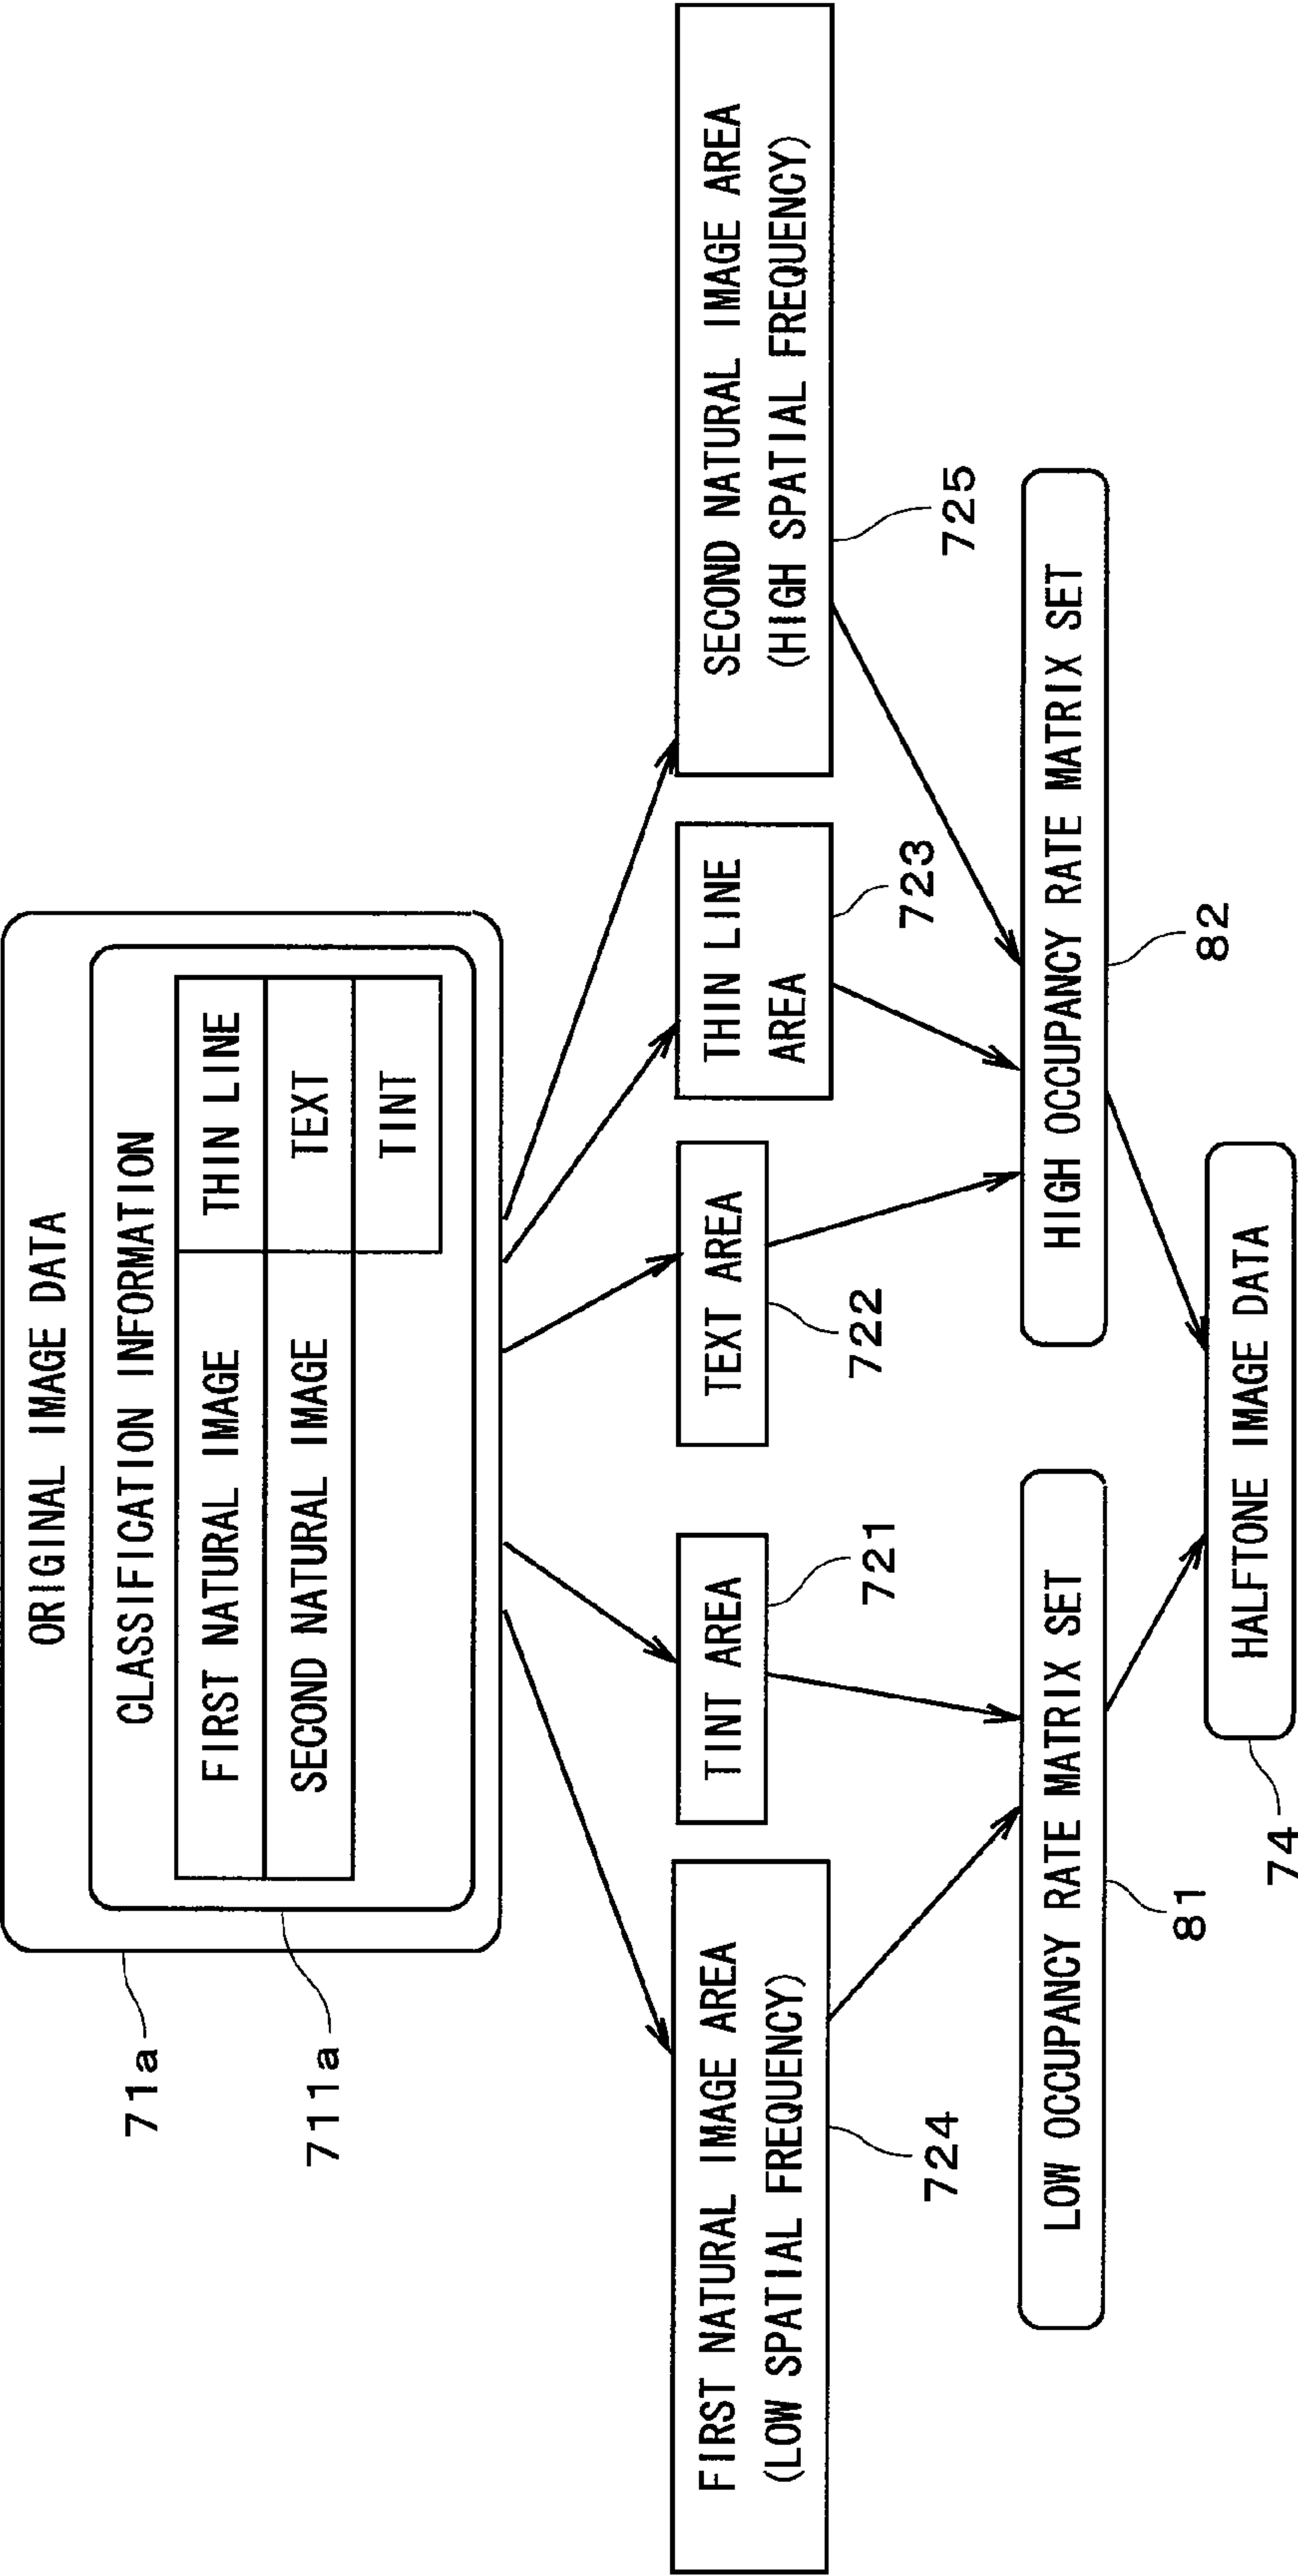 ORIGINAL IMAGE DATA
CLASSIFICATION INFORMATION
FIRST NATURAL IMAGE
THIN LINE
SECOND NATURAL IMAGE
TEXT
TINT
71a
711a
FIRST NATURAL IMAGE AREA
(LOW SPATIAL FREQUENCY)
724
TINT AREA
721
TEXT AREA
722
THIN LINE
AREA
723
SECOND NATURAL IMAGE AREA
(HIGH SPATIAL FREQUENCY)
725
LOW OCCUPANCY RATE MATRIX SET
81
HIGH OCCUPANCY RATE MATRIX SET
82
HALFTONE IMAGE DATA
74